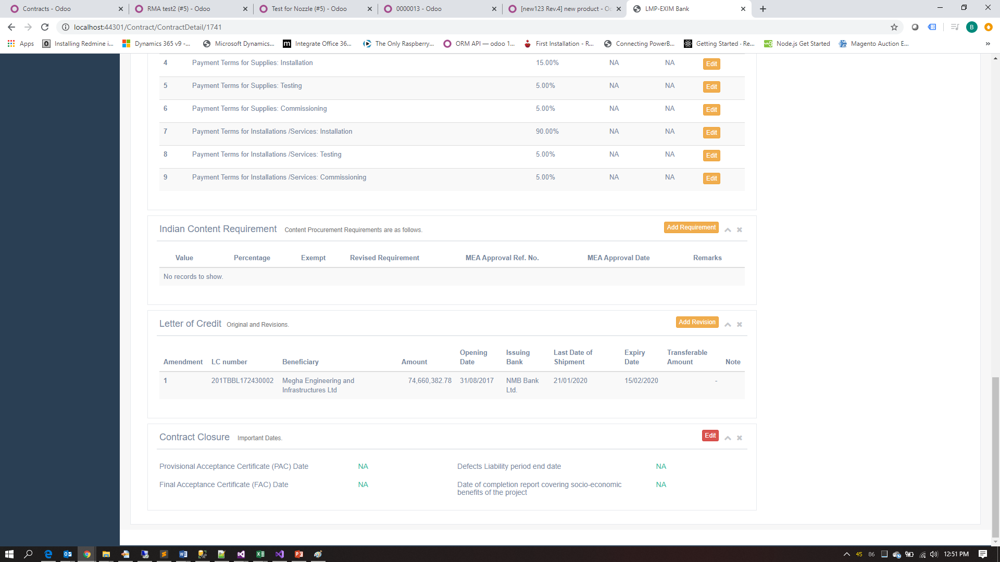 Contracts - Odoo
RMA test2 (#5) - Odoo
Test for Nozzle (#5) - Odoo
0000013 - Odoo
[new123 Rev.4] new product - Oc
LMP-EXIM Bank
localhost:44301/Contract/ContractDetail/1741
B
Apps
Installing Redmine i...
Dynamics 365 v9 -...
Microsoft Dynamics...
Integrate Office 36...
The Only Raspberry...
ORM API — odoo 1...
First Installation - R...
Connecting PowerB...
Getting Started · Re...
Node.js Get Started
Magento Auction E...
»
4 Payment Terms for Supplies: Installation 15.00% NA NA Edit
5 Payment Terms for Supplies: Testing 5.00% NA NA Edit
6 Payment Terms for Supplies: Commissioning 5.00% NA NA Edit
7 Payment Terms for Installations /Services: Installation 90.00% NA NA Edit
8 Payment Terms for Installations /Services: Testing 5.00% NA NA Edit
9 Payment Terms for Installations /Services: Commissioning 5.00% NA NA Edit
Indian Content Requirement Content Procurement Requirements are as follows. Add Requirement
Value Percentage Exempt Revised Requirement MEA Approval Ref. No. MEA Approval Date Remarks
No records to show.
Letter of Credit Original and Revisions. Add Revision
Amendment LC number Beneficiary Amount Opening Date Issuing Bank Last Date of Shipment Expiry Date Transferable Amount Note
1 201TBBL172430002 Megha Engineering and Infrastructures Ltd 74,660,382.78 31/08/2017 NMB Bank Ltd. 21/01/2020 15/02/2020 -
Contract Closure Important Dates. Edit
Provisional Acceptance Certificate (PAC) Date NA Defects Liability period end date NA
Final Acceptance Certificate (FAC) Date NA Date of completion report covering socio-economic NA
benefits of the project
45 86 12:51 PM